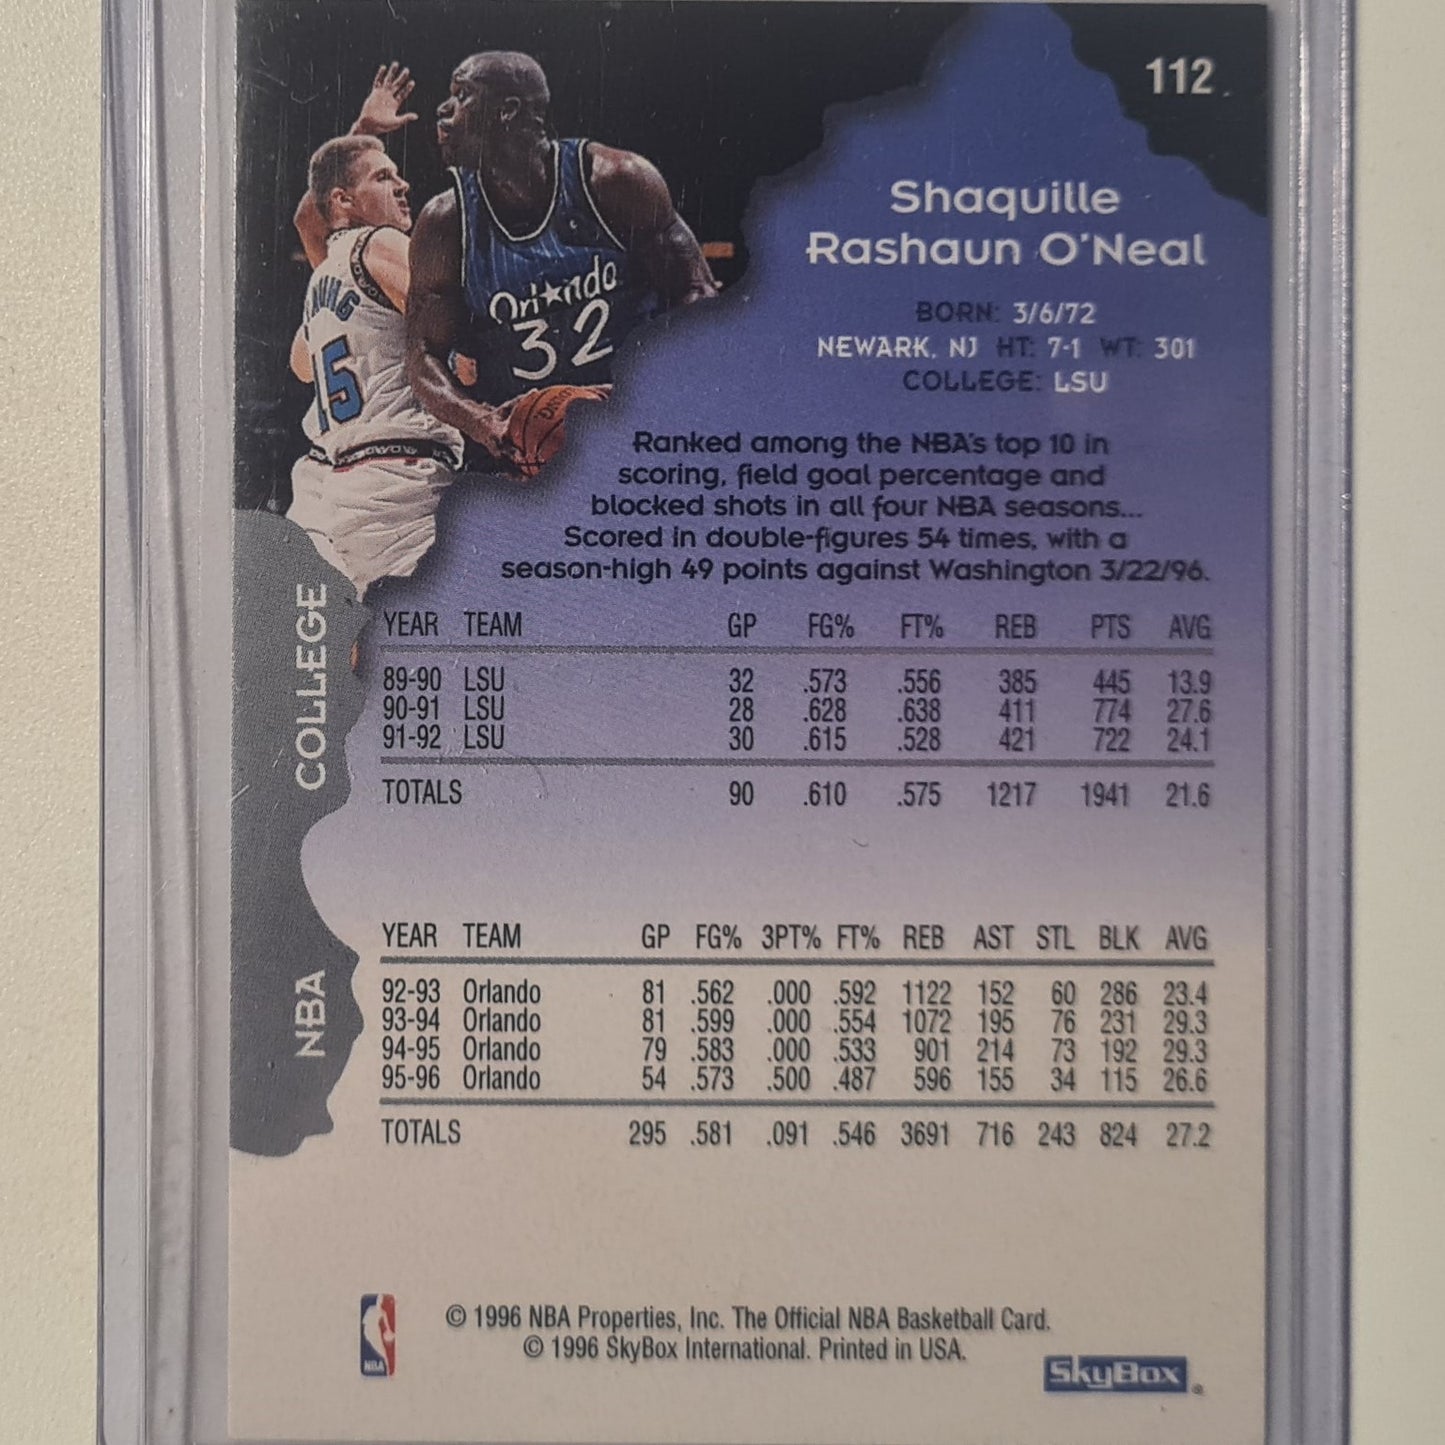 112
Shaquille
Rashaun O'Neal
BORN: 3/6/72
NEWARK, NJ HT: 7-1 WT: 301
COLLEGE: LSU
Orl★ndo
32
15
Ranked among the NBA's top 10 in
scoring, field goal percentage and
blocked shots in all four NBA seasons...
Scored in double-figures 54 times, with a
season-high 49 points against Washington 3/22/96.
COLLEGE
YEAR TEAM GP FG% FT% REB PTS AVG
89-90 LSU 32 .573 .556 385 445 13.9
90-91 LSU 28 .628 .638 411 774 27.6
91-92 LSU 30 .615 .528 421 722 24.1
TOTALS 90 .610 .575 1217 1941 21.6
NBA
YEAR TEAM GP FG% 3PT% FT% REB AST STL BLK AVG
92-93 Orlando 81 .562 .000 .592 1122 152 60 286 23.4
93-94 Orlando 81 .599 .000 .554 1072 195 76 231 29.3
94-95 Orlando 79 .583 .000 .533 901 214 73 192 29.3
95-96 Orlando 54 .573 .500 .487 596 155 34 115 26.6
TOTALS 295 .581 .091 .546 3691 716 243 824 27.2
NBA
© 1996 NBA Properties, Inc. The Official NBA Basketball Card.
© 1996 SkyBox International. Printed in USA.
SkyBox